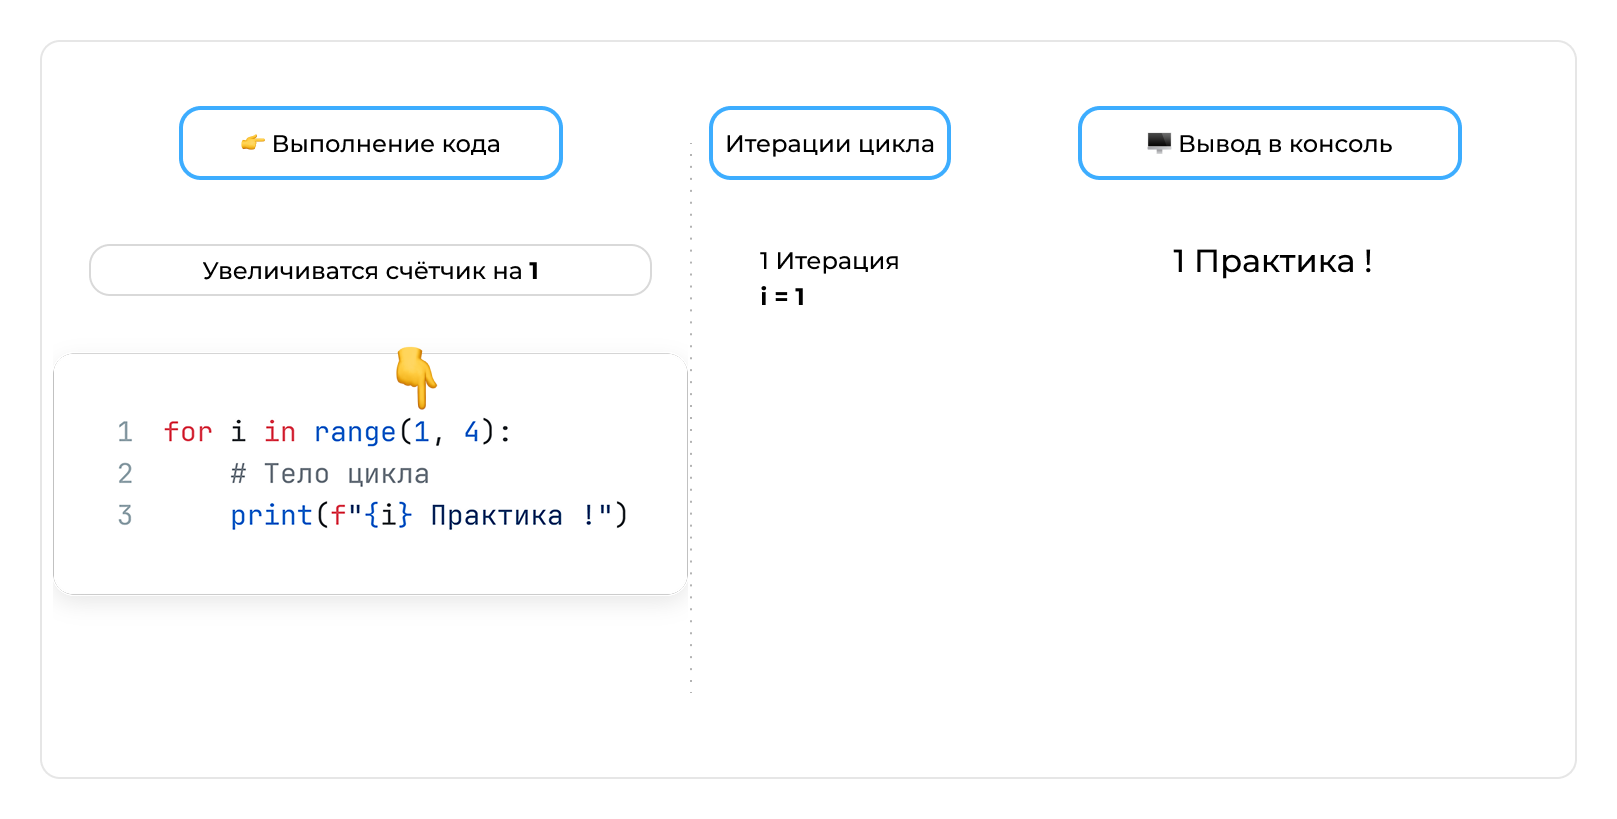 👉 Выполнение кода
Итерации цикла
🖥️ Вывод в консоль
Увеличиватся счётчик на 1
1 Итерация
i = 1
1 Практика !
1 for i in range(1, 4):
2     # Тело цикла
3     print(f"{i} Практика !")